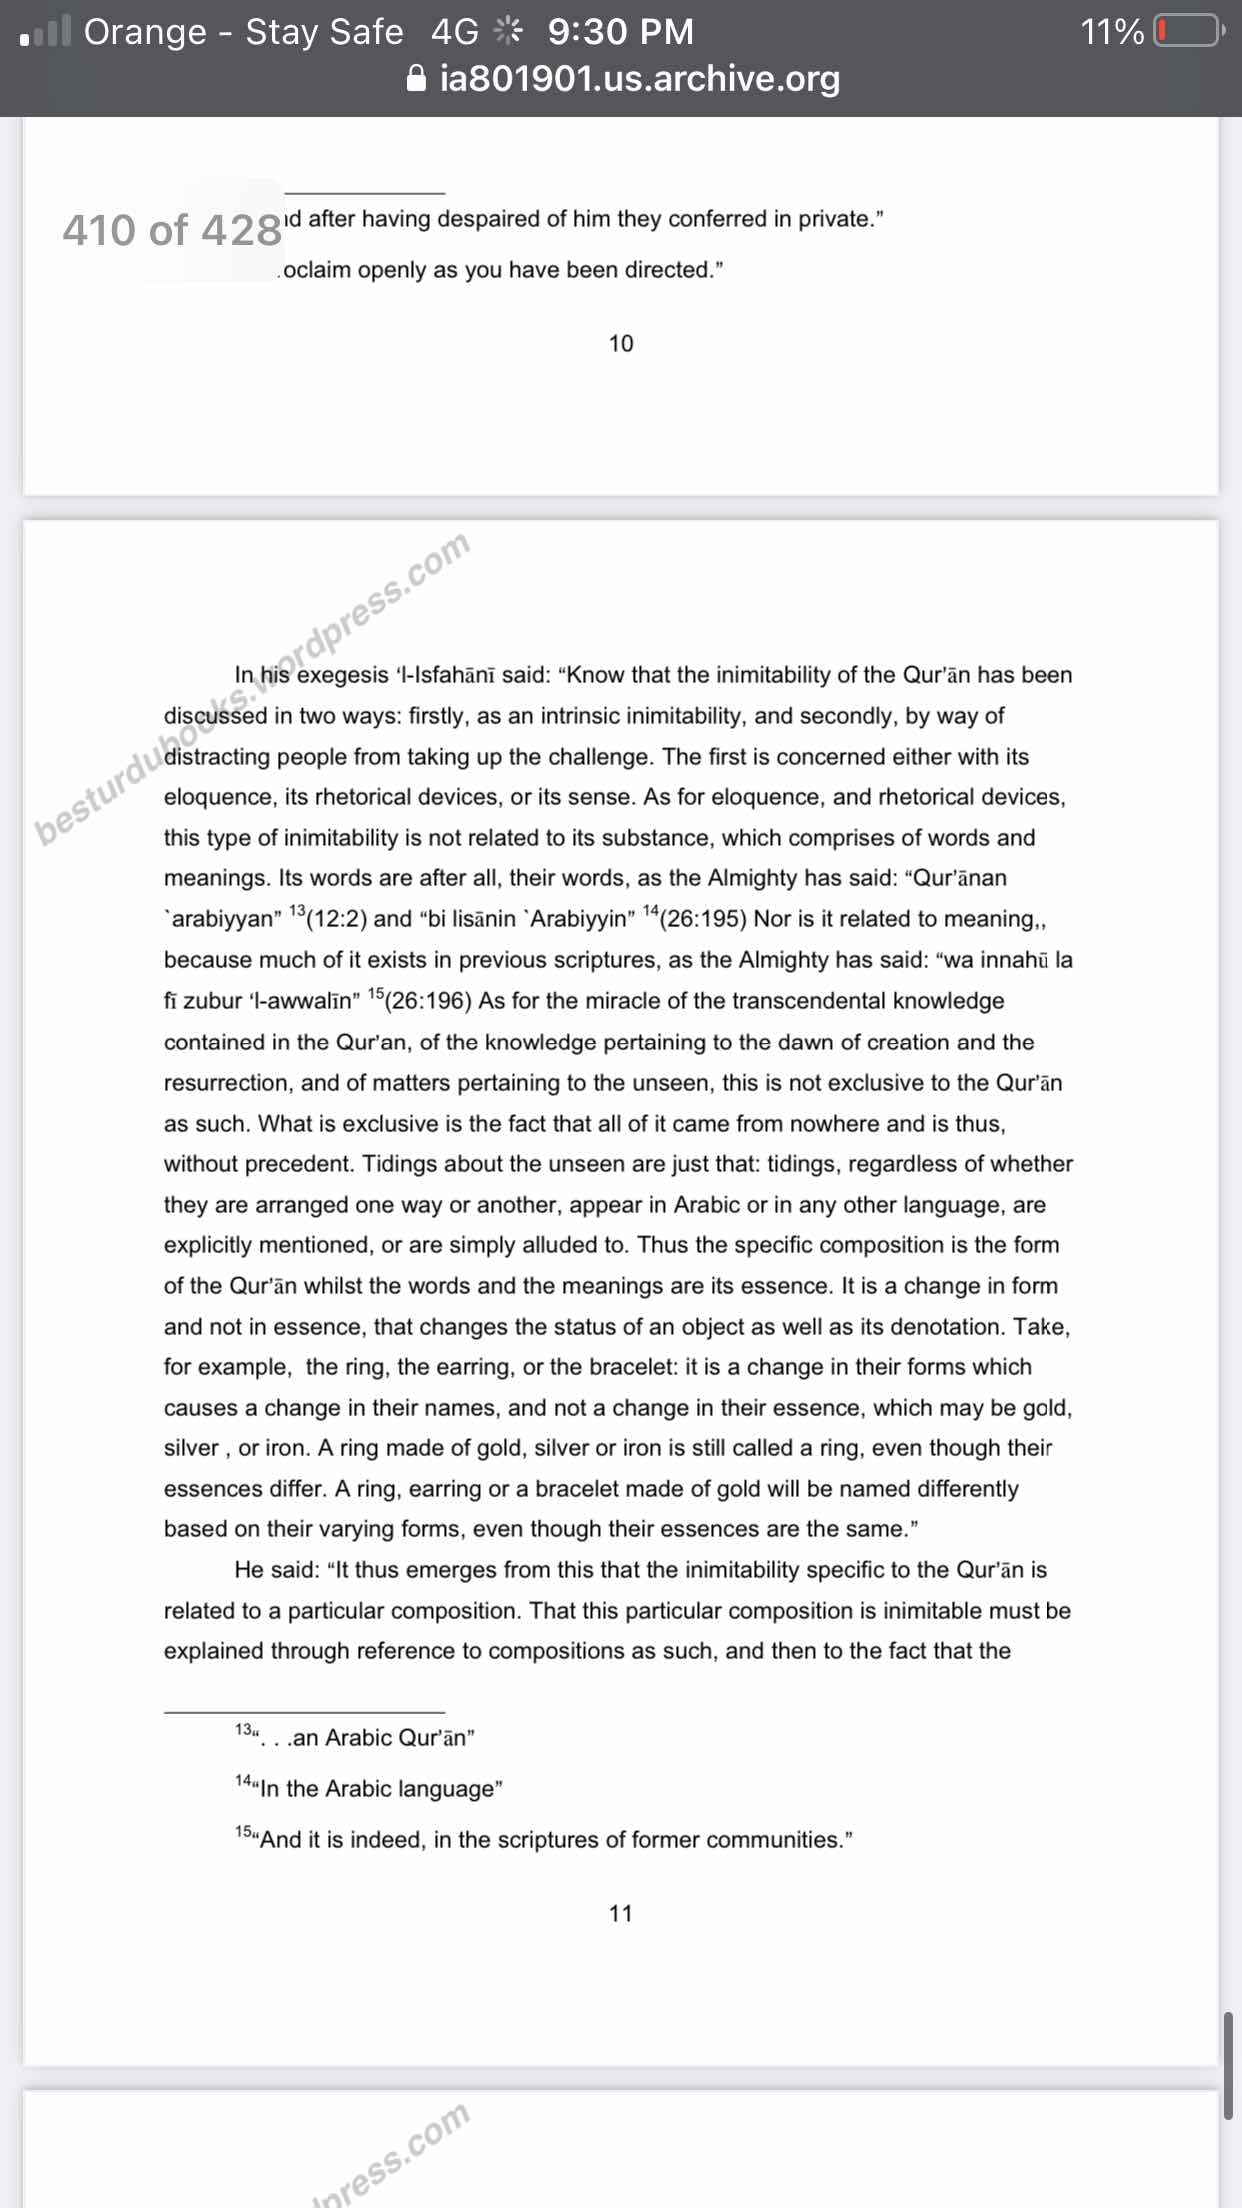 Orange - Stay Safe 4G 9:30 PM 11%
ia801901.us.archive.org
410 of 428
after having despaired of him they conferred in private.”
oclaim openly as you have been directed.”
10
besturdubooks.wordpress.com
In his exegesis ‘l-Isfahānī said: “Know that the inimitability of the Qur’ān has been
discussed in two ways: firstly, as an intrinsic inimitability, and secondly, by way of
distracting people from taking up the challenge. The first is concerned either with its
eloquence, its rhetorical devices, or its sense. As for eloquence, and rhetorical devices,
this type of inimitability is not related to its substance, which comprises of words and
meanings. Its words are after all, their words, as the Almighty has said: “Qur’ānan
`arabiyyan” 13(12:2) and “bi lisānin `Arabiyyin” 14(26:195) Nor is it related to meaning,,
because much of it exists in previous scriptures, as the Almighty has said: “wa innahū la
fī zubur ‘l-awwalīn” 15(26:196) As for the miracle of the transcendental knowledge
contained in the Qur’an, of the knowledge pertaining to the dawn of creation and the
resurrection, and of matters pertaining to the unseen, this is not exclusive to the Qur’ān
as such. What is exclusive is the fact that all of it came from nowhere and is thus,
without precedent. Tidings about the unseen are just that: tidings, regardless of whether
they are arranged one way or another, appear in Arabic or in any other language, are
explicitly mentioned, or are simply alluded to. Thus the specific composition is the form
of the Qur’ān whilst the words and the meanings are its essence. It is a change in form
and not in essence, that changes the status of an object as well as its denotation. Take,
for example,  the ring, the earring, or the bracelet: it is a change in their forms which
causes a change in their names, and not a change in their essence, which may be gold,
silver , or iron. A ring made of gold, silver or iron is still called a ring, even though their
essences differ. A ring, earring or a bracelet made of gold will be named differently
based on their varying forms, even though their essences are the same.”
He said: “It thus emerges from this that the inimitability specific to the Qur’ān is
related to a particular composition. That this particular composition is inimitable must be
explained through reference to compositions as such, and then to the fact that the
13“. . .an Arabic Qur’ān”
14“In the Arabic language”
15“And it is indeed, in the scriptures of former communities.”
11
press.com